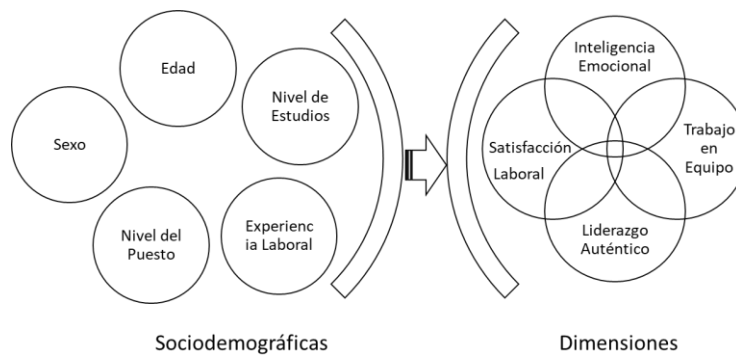 Edad
Nivel de
Estudios
Sexo
Nivel del
Puesto
Experienc
ia Laboral
Sociodemográficas
Inteligencia
Emocional
Satisfacción
Laboral
Trabajo
en
Equipo
Liderazgo
Auténtico
Dimensiones